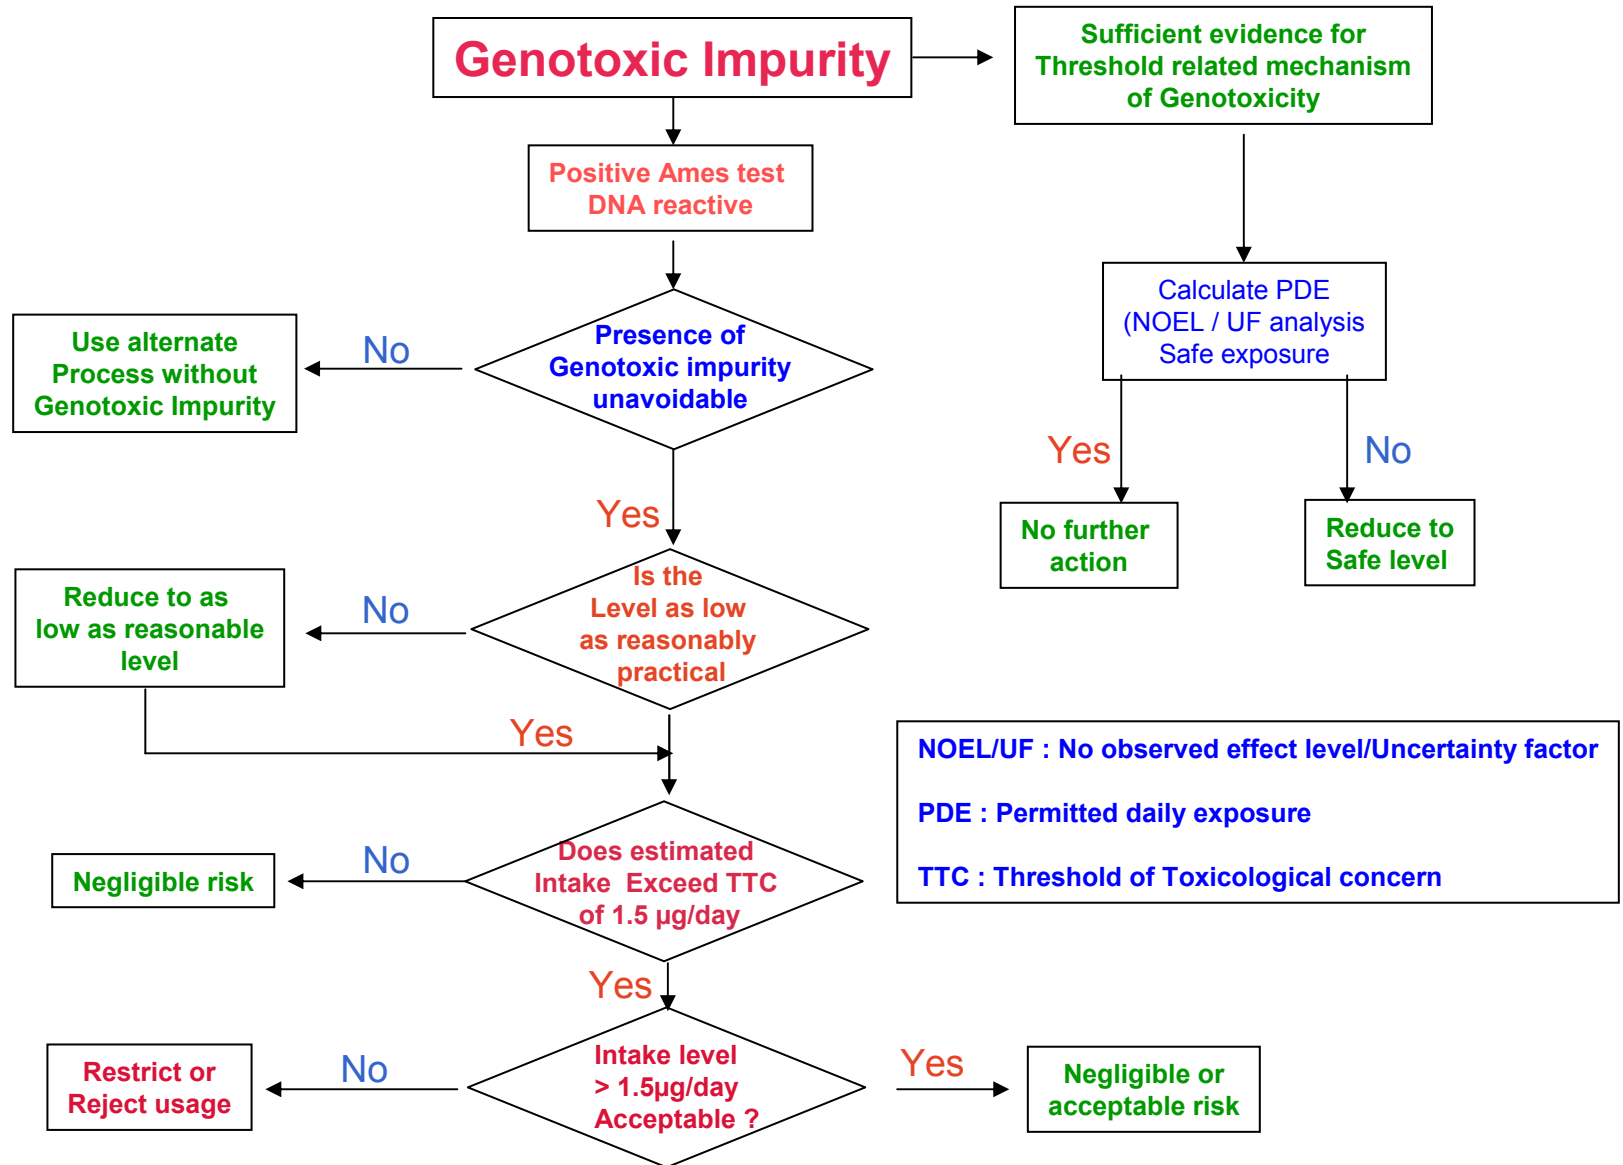 Genotoxic Impurity
Sufficient evidence for
Threshold related mechanism
of Genotoxicity
Positive Ames test
DNA reactive
Calculate PDE
(NOEL / UF analysis
Safe exposure
Yes
No
No further
action
Reduce to
Safe level
Presence of
Genotoxic impurity
unavoidable
No
Use alternate
Process without
Genotoxic Impurity
Yes
Is the
Level as low
as reasonably
practical
No
Reduce to as
low as reasonable
level
Yes
NOEL/UF : No observed effect level/Uncertainty factor
PDE : Permitted daily exposure
TTC : Threshold of Toxicological concern
Does estimated
Intake Exceed TTC
of 1.5 µg/day
No
Negligible risk
Yes
Intake level
> 1.5µg/day
Acceptable ?
No
Restrict or
Reject usage
Yes
Negligible or
acceptable risk